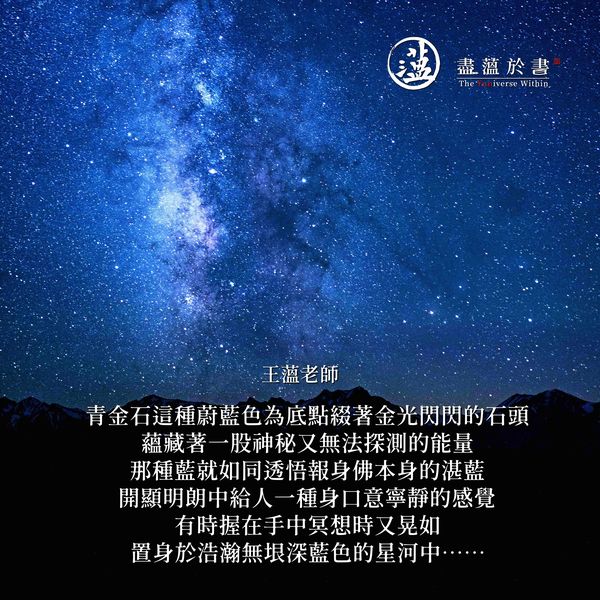 盡薀於書
The Youniverse Within
王薀老師
青金石這種蔚藍色為底點綴著金光閃閃的石頭
蘊藏著一股神秘又無法探測的能量
那種藍就如同透悟報身佛本身的湛藍
開顯明朗中給人一種身口意寧靜的感覺
有時握在手中冥想時又晃如
置身於浩瀚無垠深藍色的星河中……